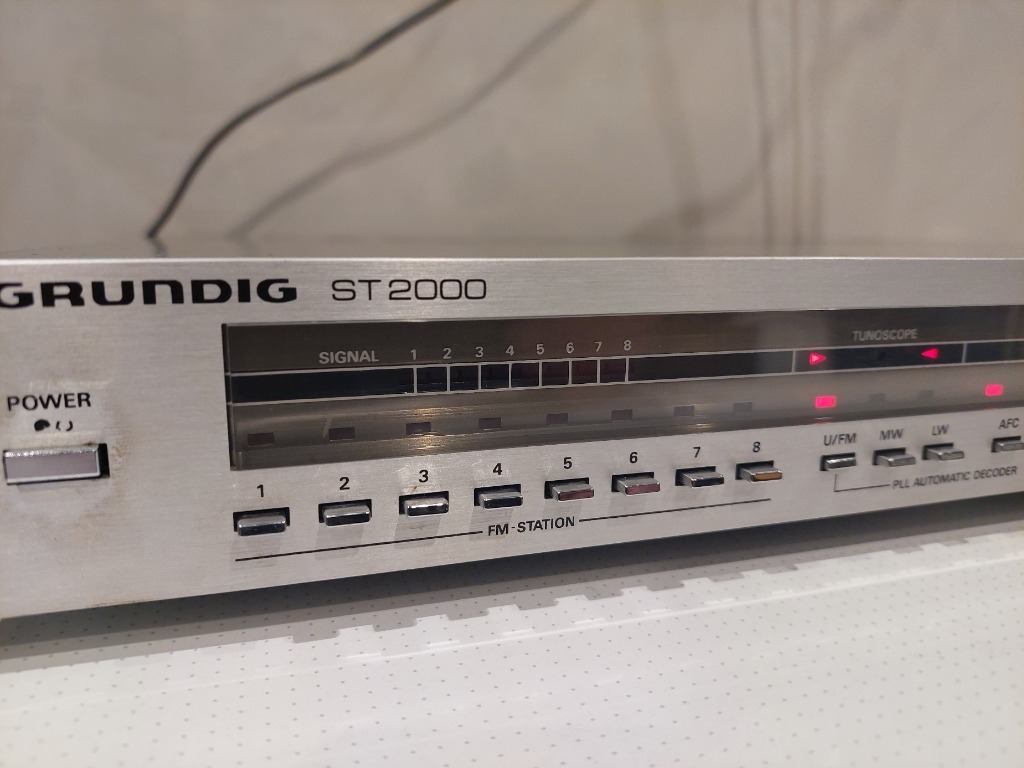 GRUNDIG ST 2000
SIGNAL 1 2 3 4 5 6 7 8
TUNOSCOPE
POWER
1 2 3 4 5 6 7 8
U/FM MW LW AFC
FM-STATION
PLL AUTOMATIC DECODER